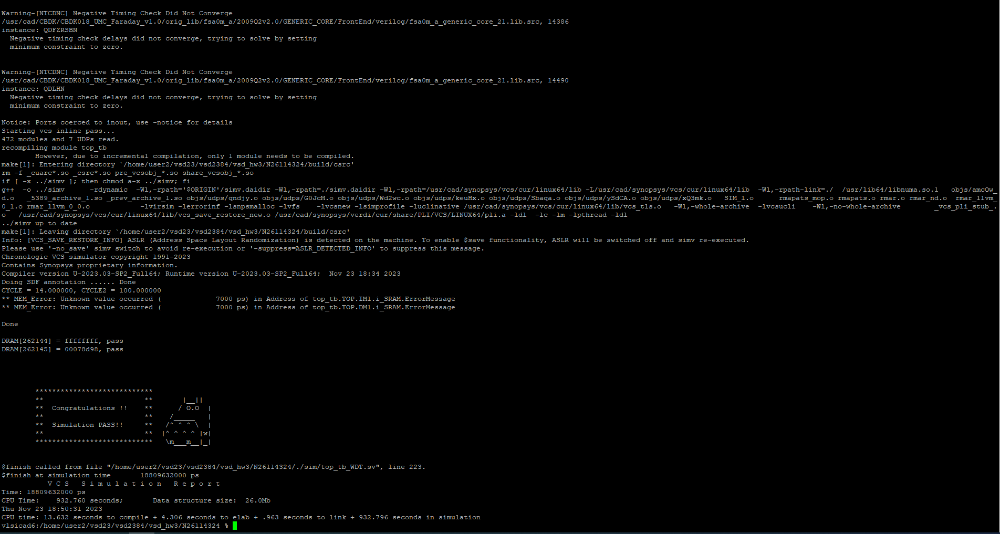 Warning-[NTCDNC] Negative Timing Check Did Not Converge
/usr/cad/CBDK/CBDK018_UMC_Faraday_v1.0/orig_lib/fsa0m_a/2009Q2v2.0/GENERIC_CORE/FrontEnd/verilog/fsa0m_a_generic_core_21.lib.src, 14386
instance: QDFZRSBN
  Negative timing check delays did not converge, trying to solve by setting
  minimum constraint to zero.
Warning-[NTCDNC] Negative Timing Check Did Not Converge
/usr/cad/CBDK/CBDK018_UMC_Faraday_v1.0/orig_lib/fsa0m_a/2009Q2v2.0/GENERIC_CORE/FrontEnd/verilog/fsa0m_a_generic_core_21.lib.src, 14490
instance: QDLHN
  Negative timing check delays did not converge, trying to solve by setting
  minimum constraint to zero.
Notice: Ports coerced to inout, use -notice for details
Starting vcs inline pass...
472 modules and 7 UDPs read.
recompiling module top_tb
        However, due to incremental compilation, only 1 module needs to be compiled.
make[1]: Entering directory `/home/user2/vsd23/vsd2384/vsd_hw3/N26114324/build/csrc'
rm -f _cuarc*.so _csrc*.so pre_vcsobj_*.so share_vcsobj_*.so
if [ -x ../simv ]; then chmod a-x ../simv; fi
g++  -o ../simv      -rdynamic  -Wl,-rpath='$ORIGIN'/simv.daidir -Wl,-rpath=./simv.daidir -Wl,-rpath=/usr/cad/synopsys/vcs/cur/linux64/lib -L/usr/cad/synopsys/vcs/cur/linux64/lib  -Wl,-rpath-link=./  /usr/lib64/libnuma.so.1   objs/amcQw_
d.o   _5389_archive_1.so _prev_archive_1.so objs/udps/qndjy.o objs/udps/G0JcM.o objs/udps/Wd2wc.o objs/udps/keuHx.o objs/udps/Sbaqa.o objs/udps/ySdCA.o objs/udps/xQ3mk.o   SIM_l.o      rmapats_mop.o rmapats.o rmar.o rmar_nd.o  rmar_llvm_
0_1.o rmar_llvm_0_0.o            -lvirsim -lerrorinf -lsnpsmalloc -lvfs    -lvcsnew -lsimprofile -luclinative /usr/cad/synopsys/vcs/cur/linux64/lib/vcs_tls.o   -Wl,-whole-archive  -lvcsucli    -Wl,-no-whole-archive        _vcs_pli_stub_.
o   /usr/cad/synopsys/vcs/cur/linux64/lib/vcs_save_restore_new.o /usr/cad/synopsys/verdi/cur/share/PLI/VCS/LINUX64/pli.a -ldl  -lc -lm -lpthread -ldl
../simv up to date
make[1]: Leaving directory `/home/user2/vsd23/vsd2384/vsd_hw3/N26114324/build/csrc'
Info: [VCS_SAVE_RESTORE_INFO] ASLR (Address Space Layout Randomization) is detected on the machine. To enable $save functionality, ASLR will be switched off and simv re-executed.
Please use '-no_save' simv switch to avoid re-execution or '-suppress=ASLR_DETECTED_INFO' to suppress this message.
Chronologic VCS simulator copyright 1991-2023
Contains Synopsys proprietary information.
Compiler version U-2023.03-SP2_Full64; Runtime version U-2023.03-SP2_Full64;  Nov 23 18:34 2023
Doing SDF annotation ...... Done
CYCLE = 14.000000, CYCLE2 = 100.000000
** MEM_Error: Unknown value occurred (             7000 ps) in Address of top_tb.TOP.IM1.i_SRAM.ErrorMessage
** MEM_Error: Unknown value occurred (             7000 ps) in Address of top_tb.TOP.DM1.i_SRAM.ErrorMessage
Done
DRAM[262144] = ffffffff, pass
DRAM[262145] = 00078d98, pass
        ****************************
        **                        **       |__||
        **  Congratulations !!    **      / O.O  |
        **                        **    /_____   |
        **  Simulation PASS!!     **   /^ ^ ^ \  |
        **                        **  |^ ^ ^ ^ |w|
        ****************************   \m___m__|_|
$finish called from file "/home/user2/vsd23/vsd2384/vsd_hw3/N26114324/./sim/top_tb_WDT.sv", line 223.
$finish at simulation time       18809632000 ps
           V C S   S i m u l a t i o n   R e p o r t
Time: 18809632000 ps
CPU Time:    932.760 seconds;       Data structure size:  26.0Mb
Thu Nov 23 18:50:31 2023
CPU time: 13.632 seconds to compile + 4.306 seconds to elab + .963 seconds to link + 932.796 seconds in simulation
vlsicad6:/home/user2/vsd23/vsd2384/vsd_hw3/N26114324 %